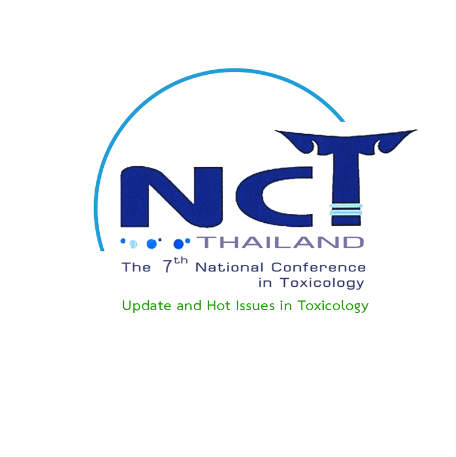 NCT
THAILAND
The 7th National Conference
in Toxicology
Update and Hot Issues in Toxicology